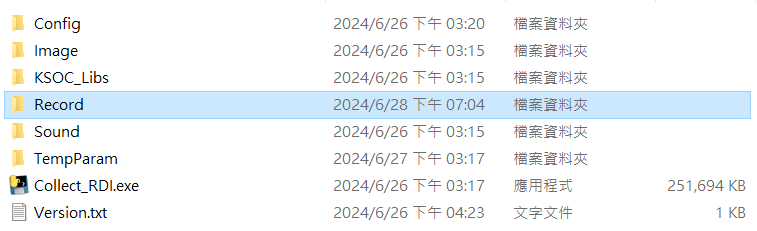 Config 2024/6/26 下午 03:20 檔案資料夾
Image 2024/6/26 下午 03:15 檔案資料夾
KSOC_Libs 2024/6/26 下午 03:15 檔案資料夾
Record 2024/6/28 下午 07:04 檔案資料夾
Sound 2024/6/26 下午 03:15 檔案資料夾
TempParam 2024/6/27 下午 03:17 檔案資料夾
Collect_RDI.exe 2024/6/26 下午 03:17 應用程式 251,694 KB
Version.txt 2024/6/26 下午 04:23 文字文件 1 KB